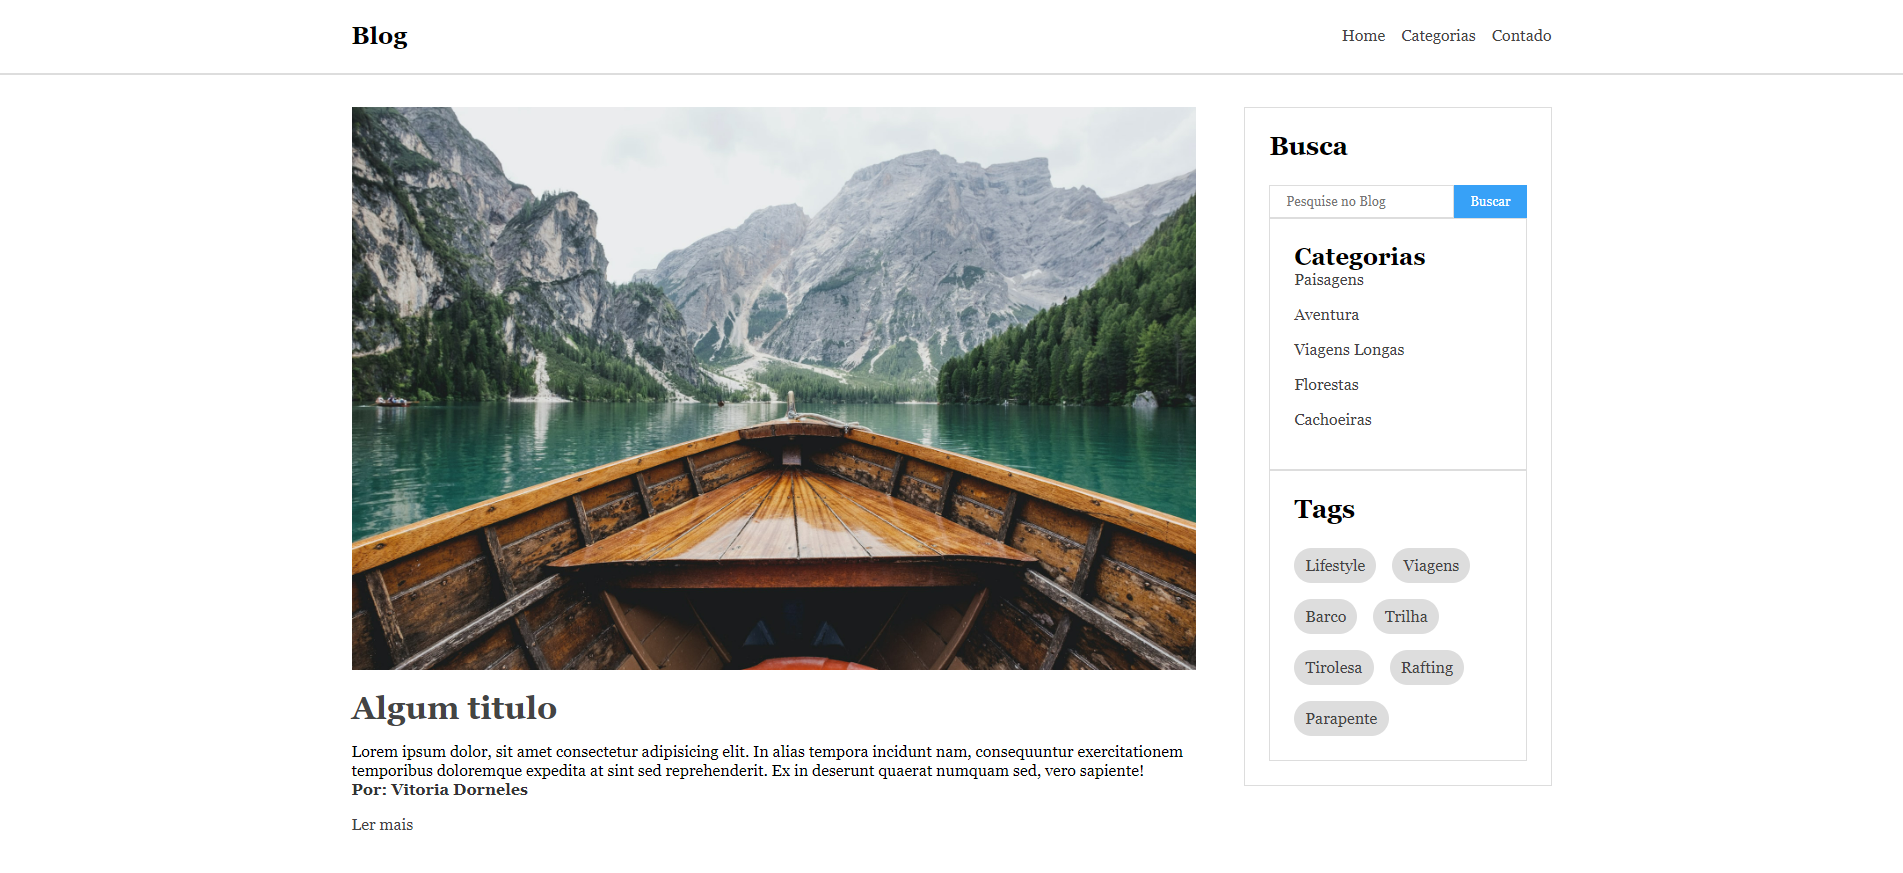 Blog
Home Categorias Contado
Algum titulo
Lorem ipsum dolor, sit amet consectetur adipisicing elit. In alias tempora incidunt nam, consequuntur exercitationem
temporibus doloremque expedita at sint sed reprehenderit. Ex in deserunt quaerat numquam sed, vero sapiente!
Por: Vitoria Dorneles
Ler mais
Busca
Pesquise no Blog Buscar
Categorias
Paisagens
Aventura
Viagens Longas
Florestas
Cachoeiras
Tags
Lifestyle Viagens
Barco Trilha
Tirolesa Rafting
Parapente